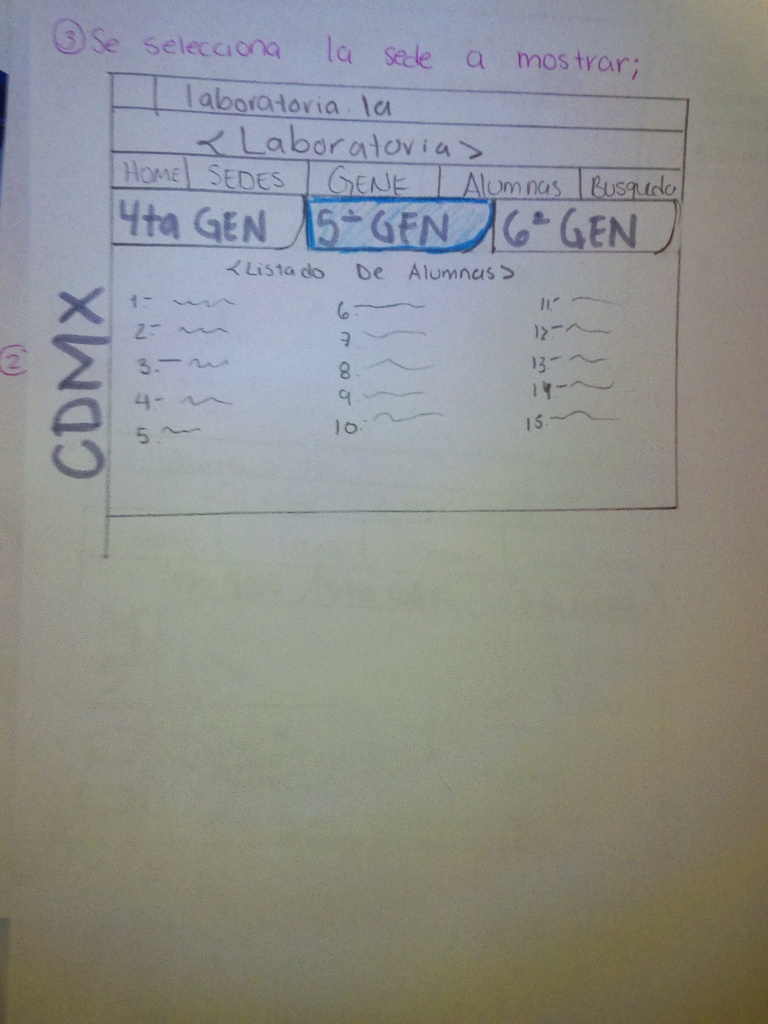 ③ Se selecciona la sede a mostrar;
laboratoria.la
<Laboratoria>
HOME SEDES GENE Alumnas Busqueda
4ta GEN 5ª GEN 6ª GEN
<Listado De Alumnas>
1.- 6. 11.-
2.- 7 12.-
3.- 8. 13.-
4.- 9 14.-
5. 10. 15.
CDMX
②